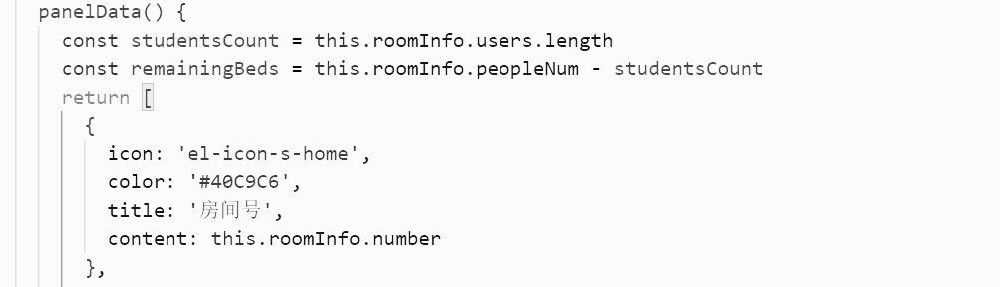 panelData() {
const studentsCount = this.roomInfo.users.length
const remainingBeds = this.roomInfo.peopleNum - studentsCount
return [
{
icon: 'el-icon-s-home',
color: '#40C9C6',
title: '房间号',
content: this.roomInfo.number
},